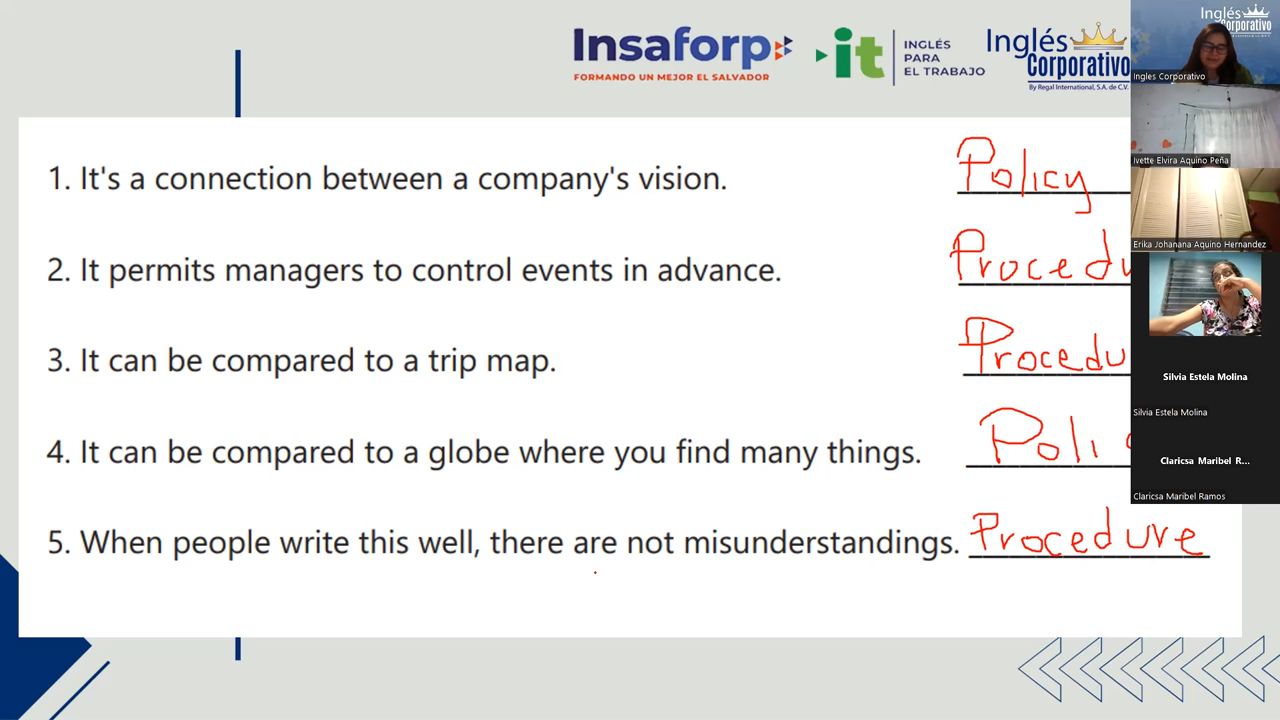 Insaforp
FORMANDO UN MEJOR EL SALVADOR
it
INGLÉS
PARA
EL TRABAJO
Inglés
Corporativo
By Regal International, S.A. de C.V.
Inglés
Corporativo
Ingles Corporativo
Ivette Elvira Aquino Peña
Erika Johanana Aquino Hernandez
Silvia Estela Molina
Silvia Estela Molina
Claricsa Maribel R...
Claricsa Maribel Ramos
1. It's a connection between a company's vision. Policy
2. It permits managers to control events in advance. Procedu
3. It can be compared to a trip map. Procedu
4. It can be compared to a globe where you find many things. Poli
5. When people write this well, there are not misunderstandings. Procedure